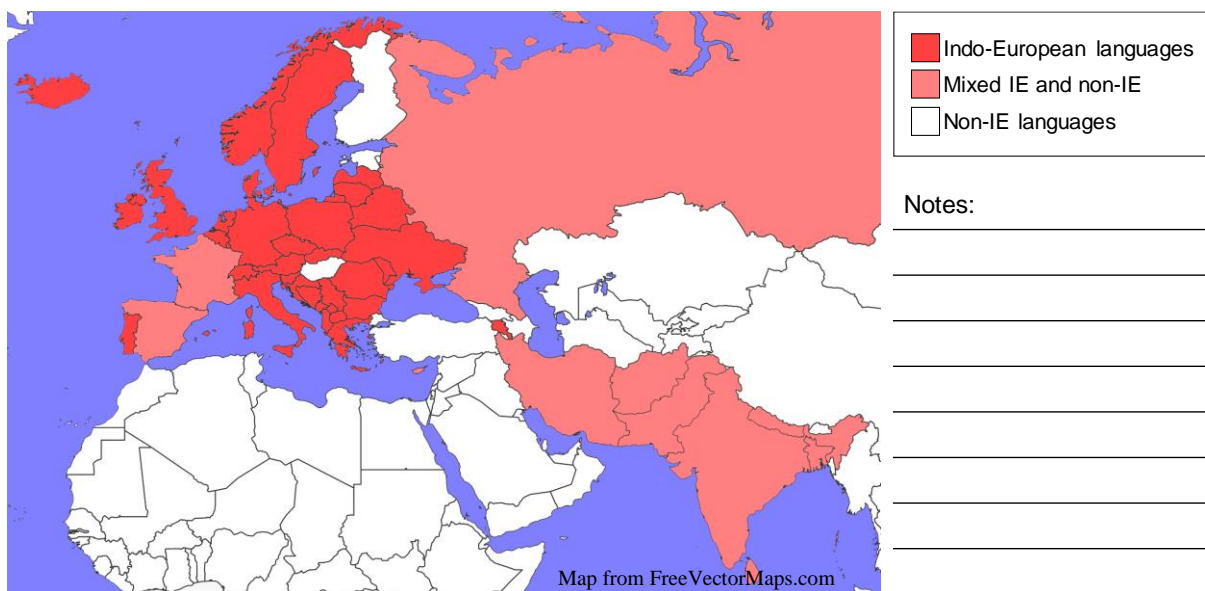 Indo-European languages
Mixed IE and non-IE
Non-IE languages
Notes:
Map from FreeVectorMaps.com